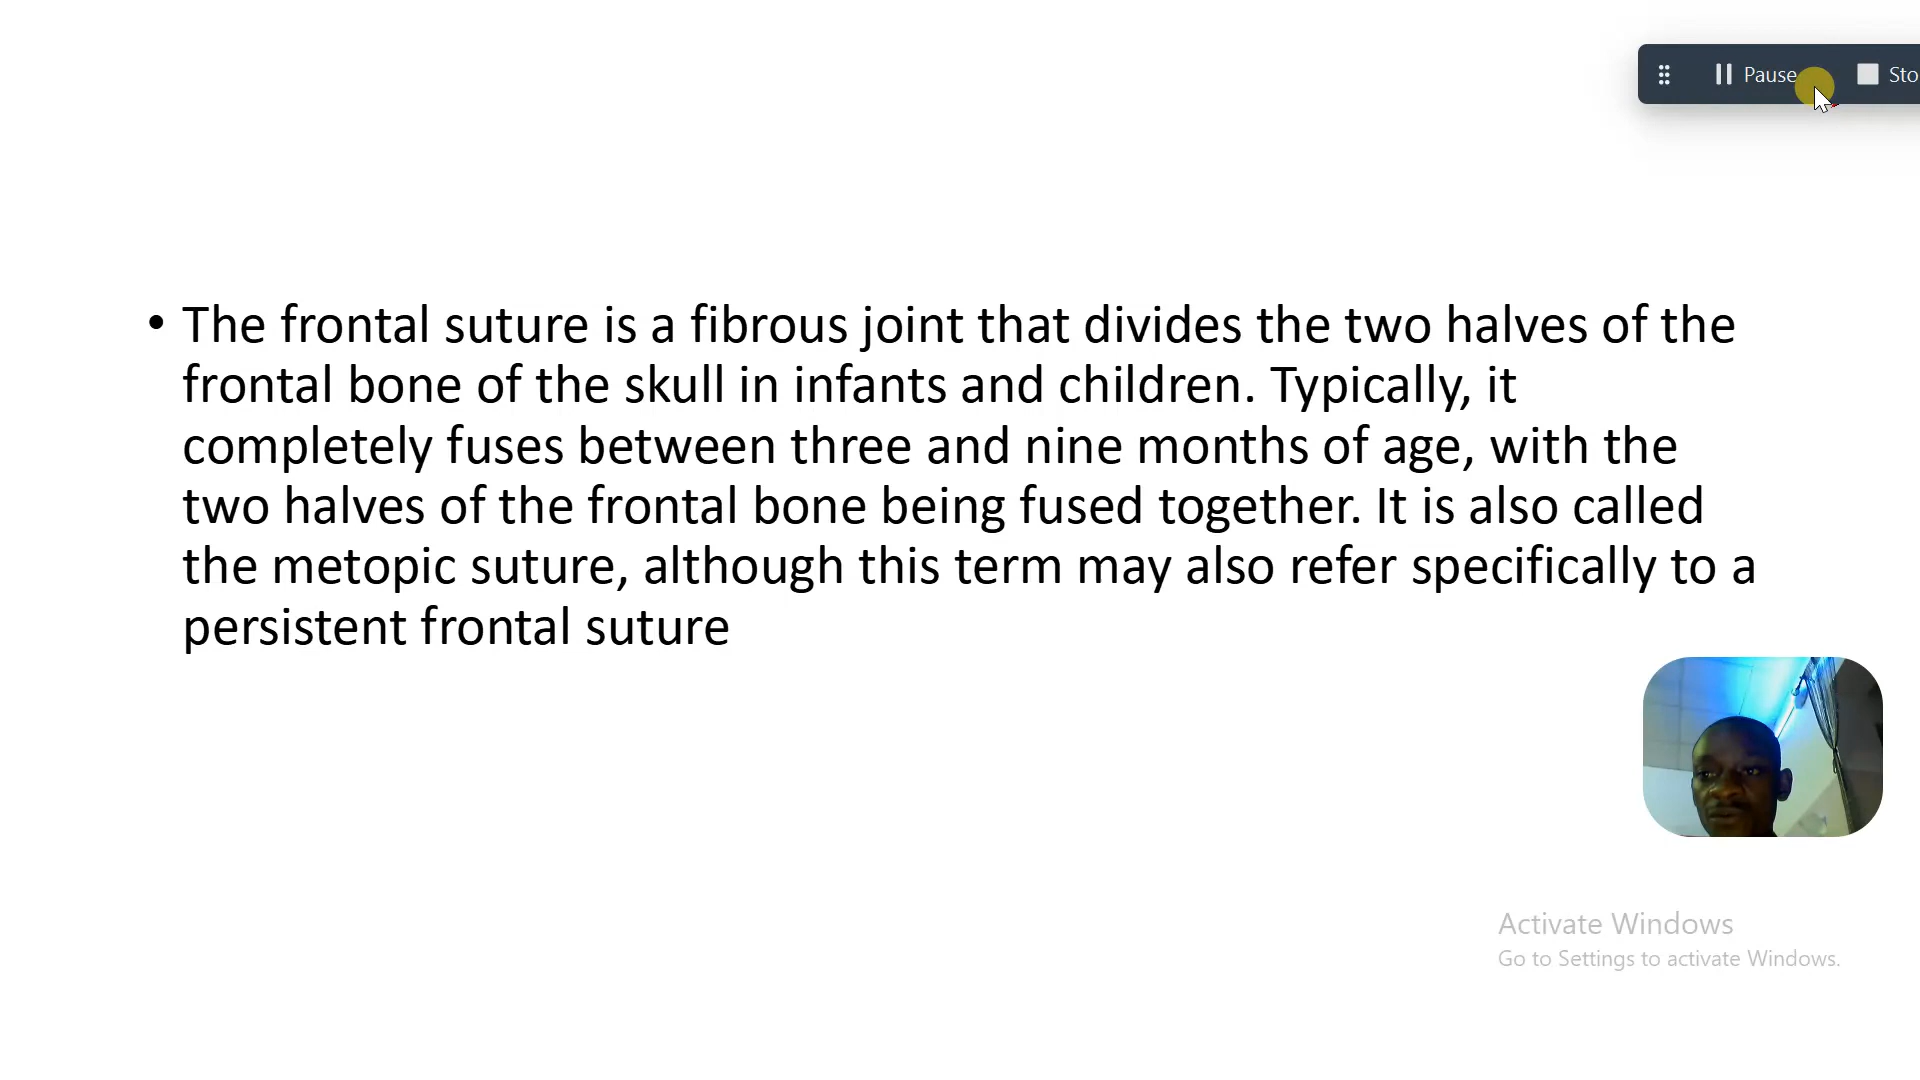 Pause Sto
• The frontal suture is a fibrous joint that divides the two halves of the
frontal bone of the skull in infants and children. Typically, it
completely fuses between three and nine months of age, with the
two halves of the frontal bone being fused together. It is also called
the metopic suture, although this term may also refer specifically to a
persistent frontal suture
Activate Windows
Go to Settings to activate Windows.